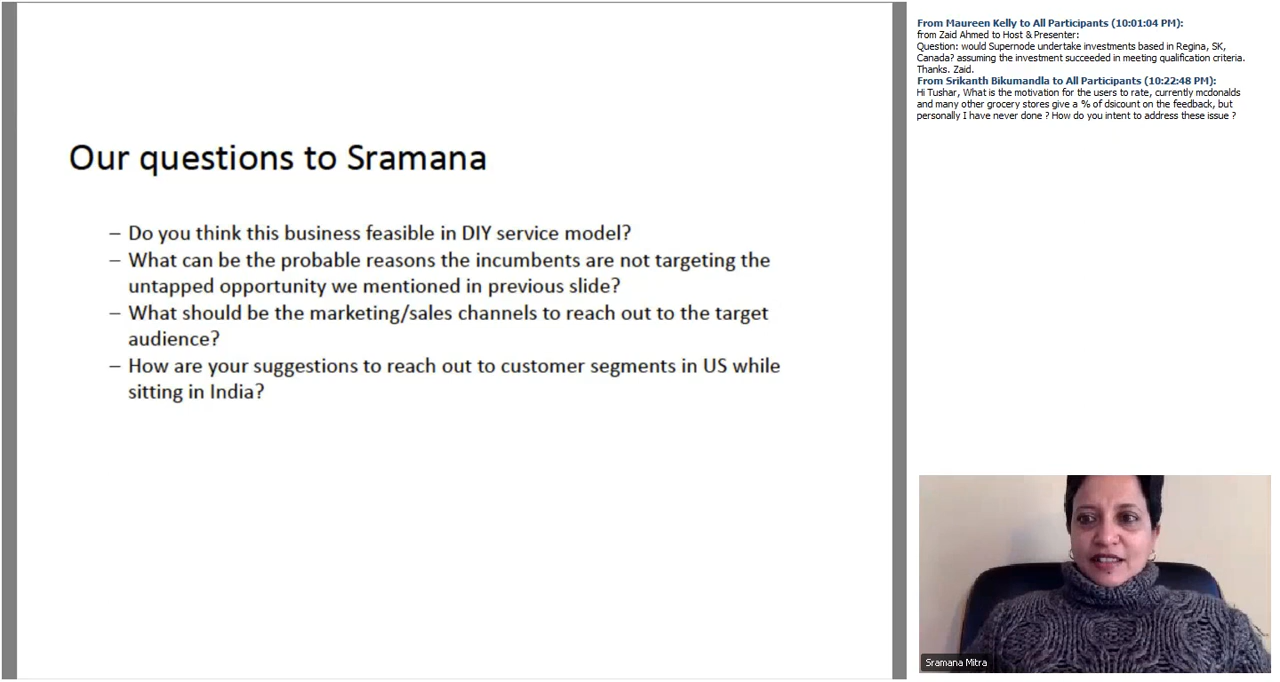 Our questions to Sramana
– Do you think this business feasible in DIY service model?
– What can be the probable reasons the incumbents are not targeting the
untapped opportunity we mentioned in previous slide?
– What should be the marketing/sales channels to reach out to the target
audience?
– How are your suggestions to reach out to customer segments in US while
sitting in India?
From Maureen Kelly to All Participants (10:01:04 PM):
from Zaid Ahmed to Host & Presenter:
Question: would Supernode undertake investments based in Regina, SK,
Canada? assuming the investment succeeded in meeting qualification criteria.
Thanks. Zaid.
From Srikanth Bikumandla to All Participants (10:22:48 PM):
Hi Tushar, What is the motivation for the users to rate, currently mcdonalds
and many other grocery stores give a % of dsicount on the feedback, but
personally I have never done ? How do you intent to address these issue ?
Sramana Mitra